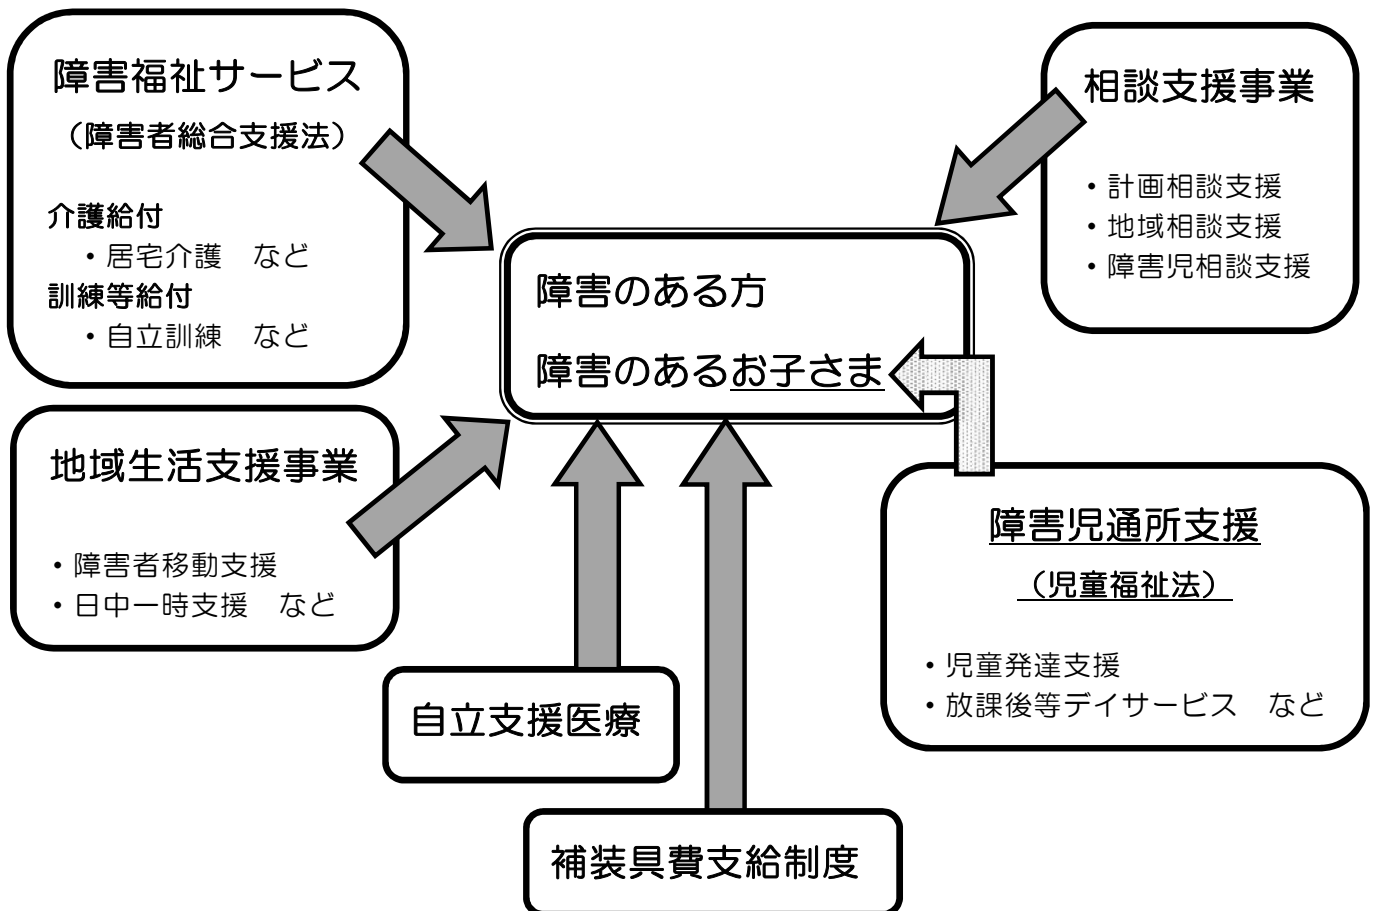 障害福祉サービス
（障害者総合支援法）
介護給付
・居宅介護　など
訓練等給付
・自立訓練　など
相談支援事業
・計画相談支援
・地域相談支援
・障害児相談支援
障害のある方
障害のあるお子さま
地域生活支援事業
・障害者移動支援
・日中一時支援　など
障害児通所支援
（児童福祉法）
・児童発達支援
・放課後等デイサービス　など
自立支援医療
補装具費支給制度